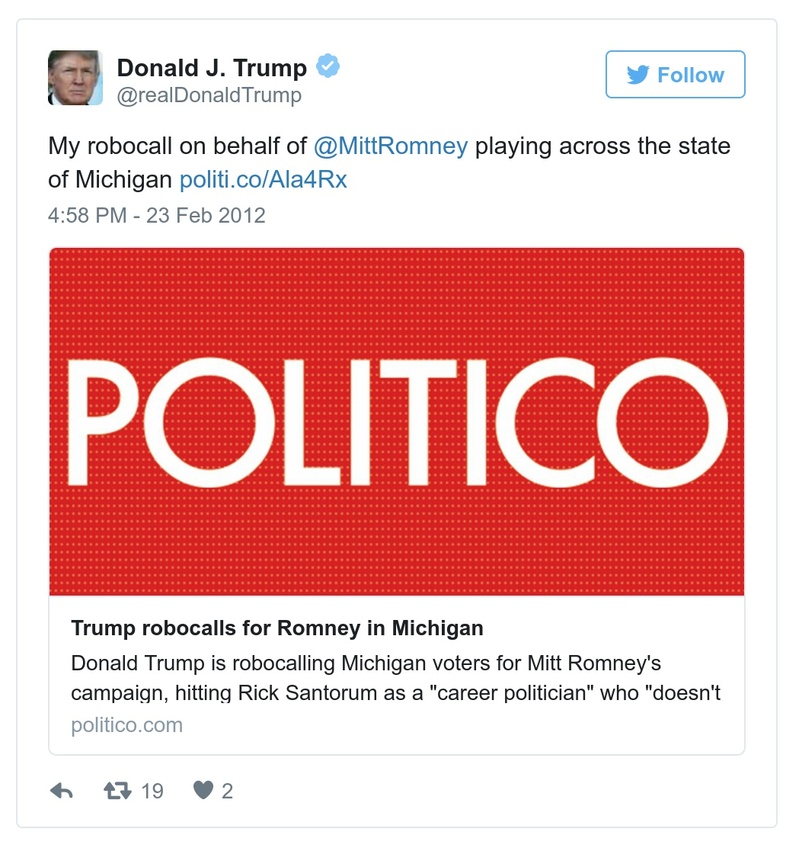 Donald J. Trump
@realDonaldTrump
Follow
My robocall on behalf of @MittRomney playing across the state
of Michigan politi.co/Ala4Rx
4:58 PM - 23 Feb 2012
POLITICO
Trump robocalls for Romney in Michigan
Donald Trump is robocalling Michigan voters for Mitt Romney's
campaign, hitting Rick Santorum as a "career politician" who "doesn't
politico.com
19
2